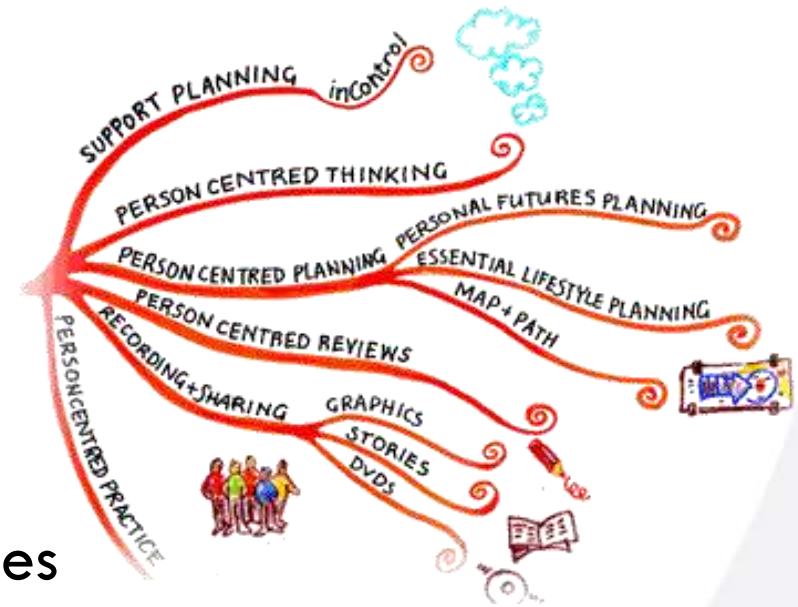 SUPPORT PLANNING
inControl
PERSON CENTRED THINKING
PERSON CENTRED PLANNING
PERSONAL FUTURES PLANNING
ESSENTIAL LIFESTYLE PLANNING
MAP + PATH
PERSON CENTRED REVIEWS
RECORDING+SHARING
GRAPHICS
STORIES
DVDS
PERSON CENTRED PRACTICE
es